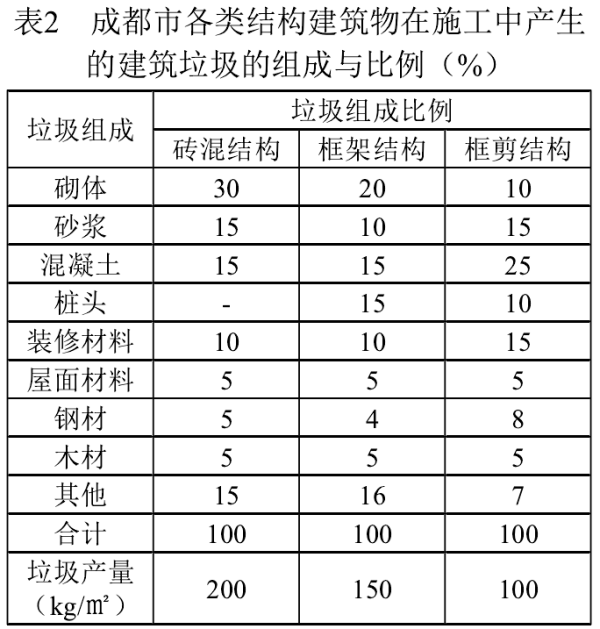 表2 成都市各类结构建筑物在施工中产生
的建筑垃圾的组成与比例（%）
垃圾组成 垃圾组成比例
砖混结构 框架结构 框剪结构
砌体 30 20 10
砂浆 15 10 15
混凝土 15 15 25
桩头 - 15 10
装修材料 10 10 15
屋面材料 5 5 5
钢材 5 4 8
木材 5 5 5
其他 15 16 7
合计 100 100 100
垃圾产量
（kg/㎡） 200 150 100